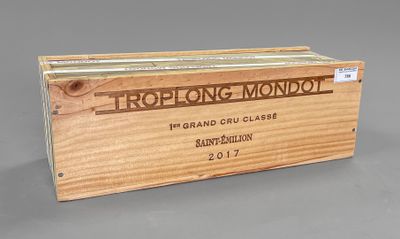 TROPLONG MONDOT
1ER GRAND CRU CLASSÉ
SAINT-ÉMILION
2017